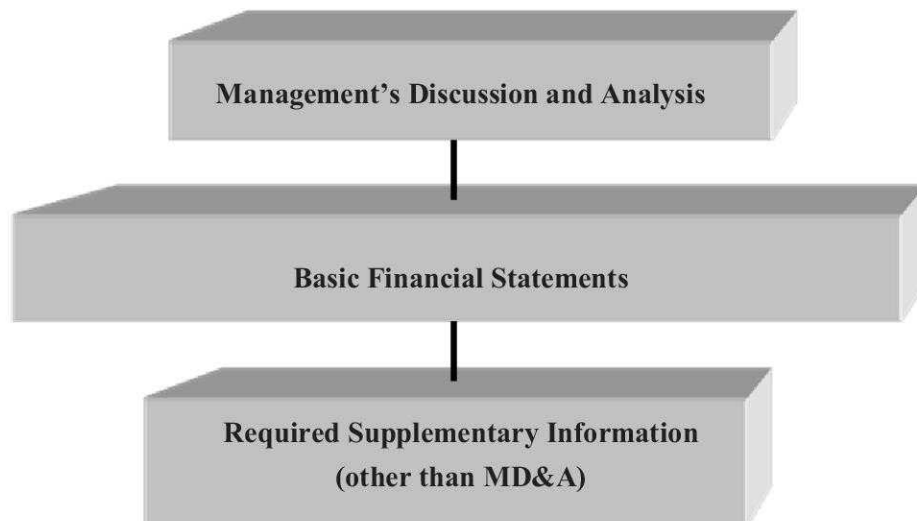 Management’s Discussion and Analysis
Basic Financial Statements
Required Supplementary Information
(other than MD&A)